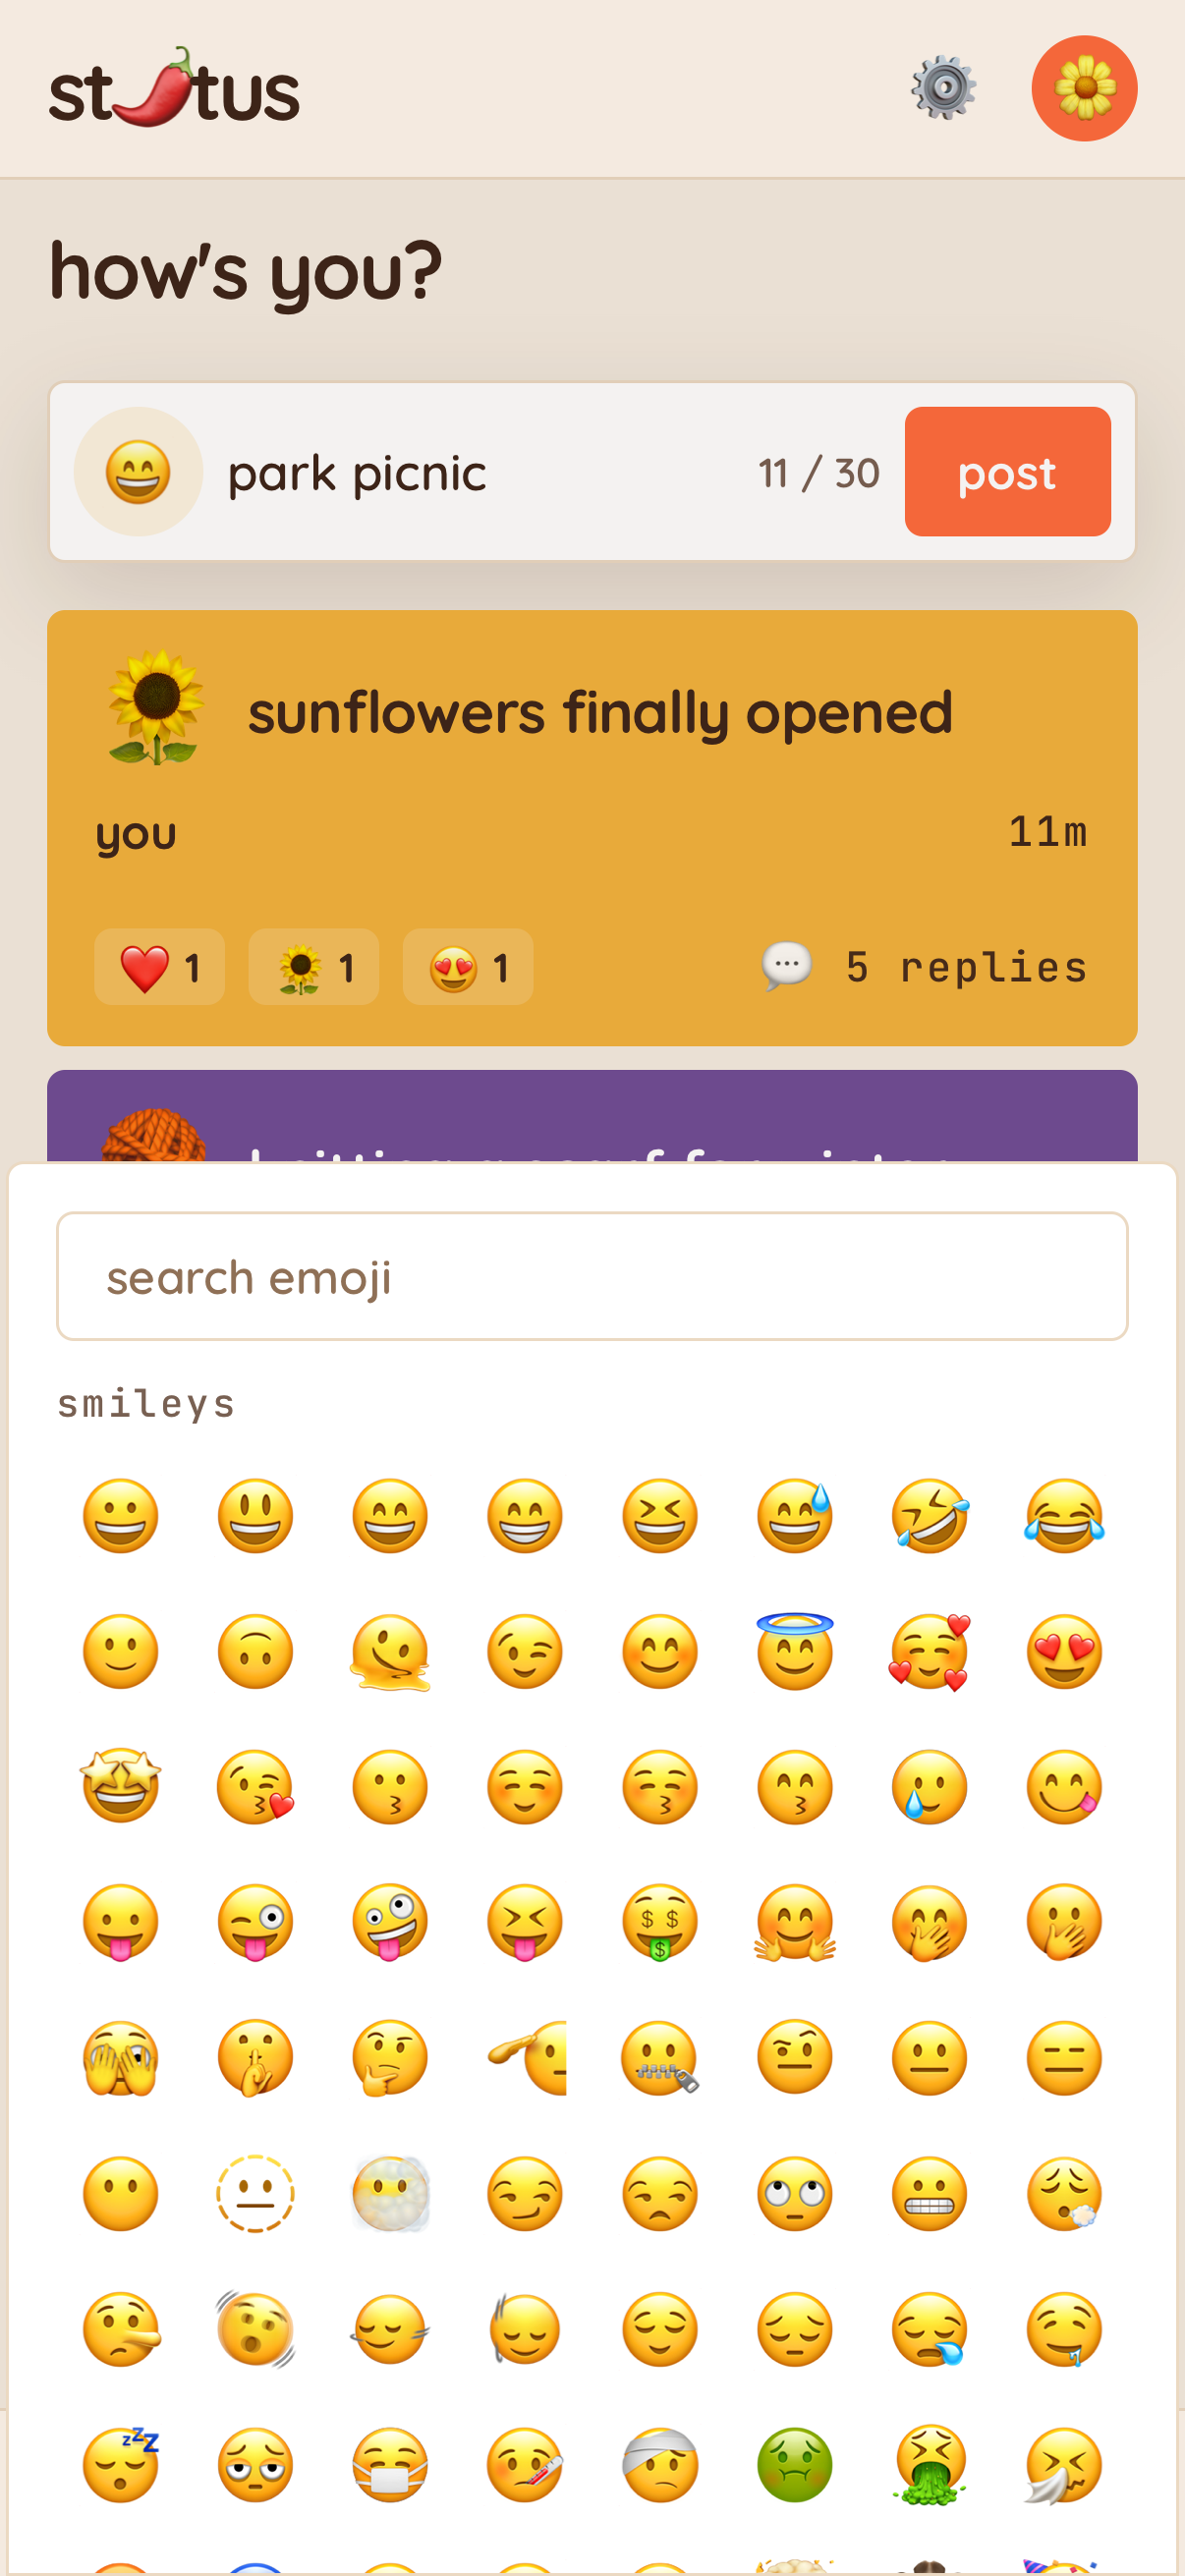 st🌶️tus
how's you?
😄 park picnic 11 / 30 post
🌻 sunflowers finally opened
you 11m
❤️ 1 🌻 1 😍 1 💬 5 replies
search emoji
smileys